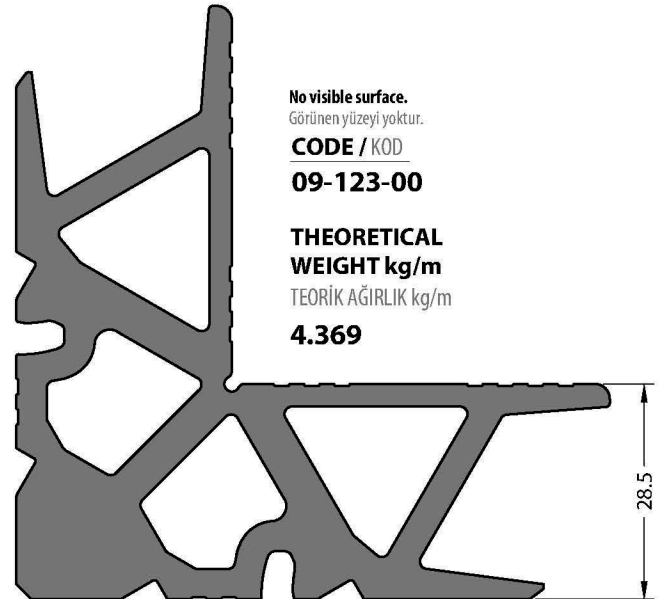 No visible surface.
Görünen yüzeyi yoktur.
CODE / KOD
09-123-00
THEORETICAL
WEIGHT kg/m
TEORİK AĞIRLIK kg/m
4.369
28.5